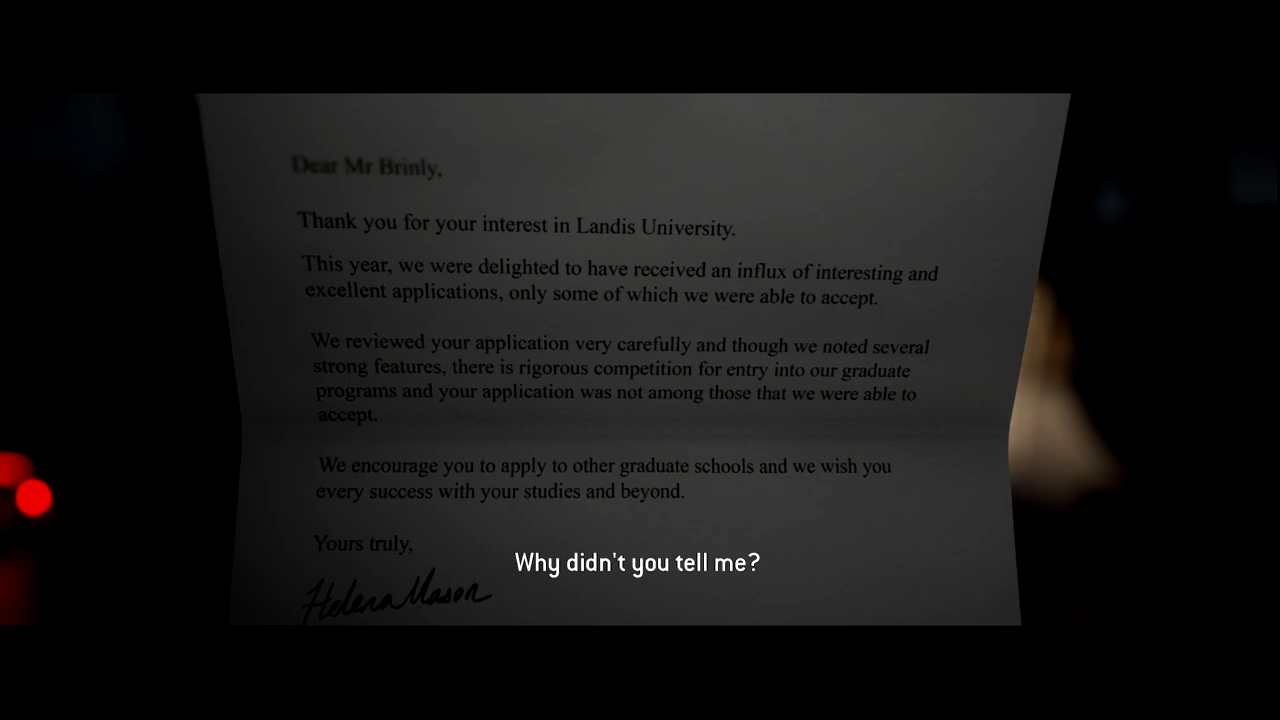 Dear Mr Brinly,
Thank you for your interest in Landis University.
This year, we were delighted to have received an influx of interesting and
excellent applications, only some of which we were able to accept.
We reviewed your application very carefully and though we noted several
strong features, there is rigorous competition for entry into our graduate
programs and your application was not among those that we were able to
accept.
We encourage you to apply to other graduate schools and we wish you
every success with your studies and beyond.
Yours truly,
Why didn't you tell me?
Helena Mason